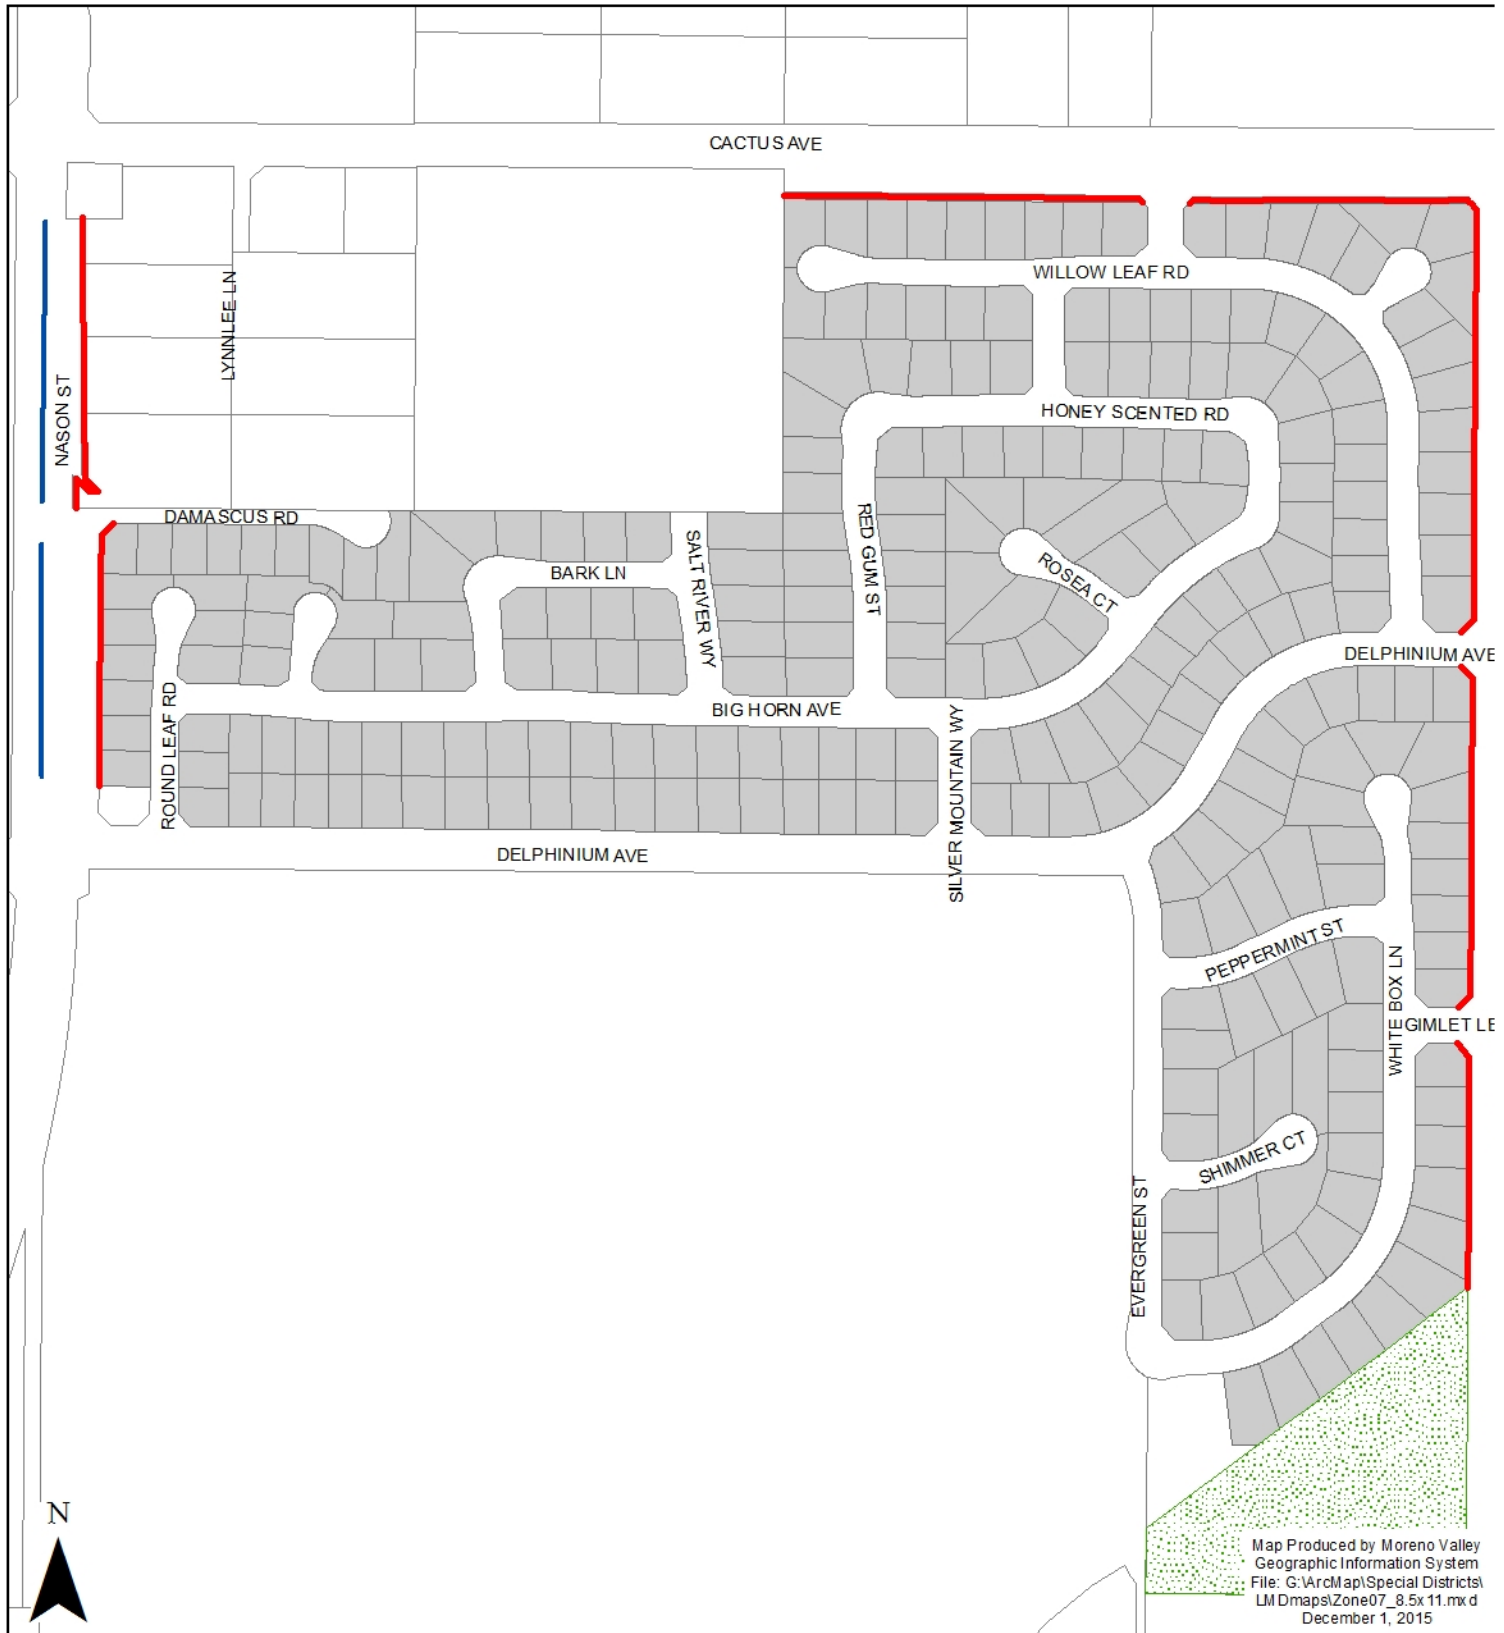 CACTUS AVE
WILLOW LEAF RD
LYNNLEE LN
NASON ST
HONEY SCENTED RD
DAMASCUS RD
RED GUM ST
SALT RIVER WY
BARK LN
ROSEA CT
DELPHINIUM AVE
ROUND LEAF RD
BIG HORN AVE
SILVER MOUNTAIN WY
DELPHINIUM AVE
PEPPERMINT ST
WHITE BOX LN
GIMLET LE
SHIMMER CT
EVERGREEN ST
N
Map Produced by Moreno Valley
Geographic Information System
File: G:\ArcMap\Special Districts\
LMDmaps\Zone07_8.5x11.mxd
December 1, 2015